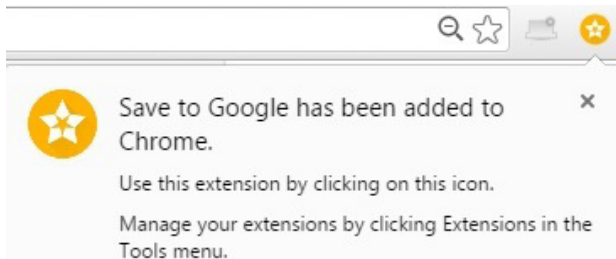 Save to Google has been added to
Chrome.
Use this extension by clicking on this icon.
Manage your extensions by clicking Extensions in the
Tools menu.